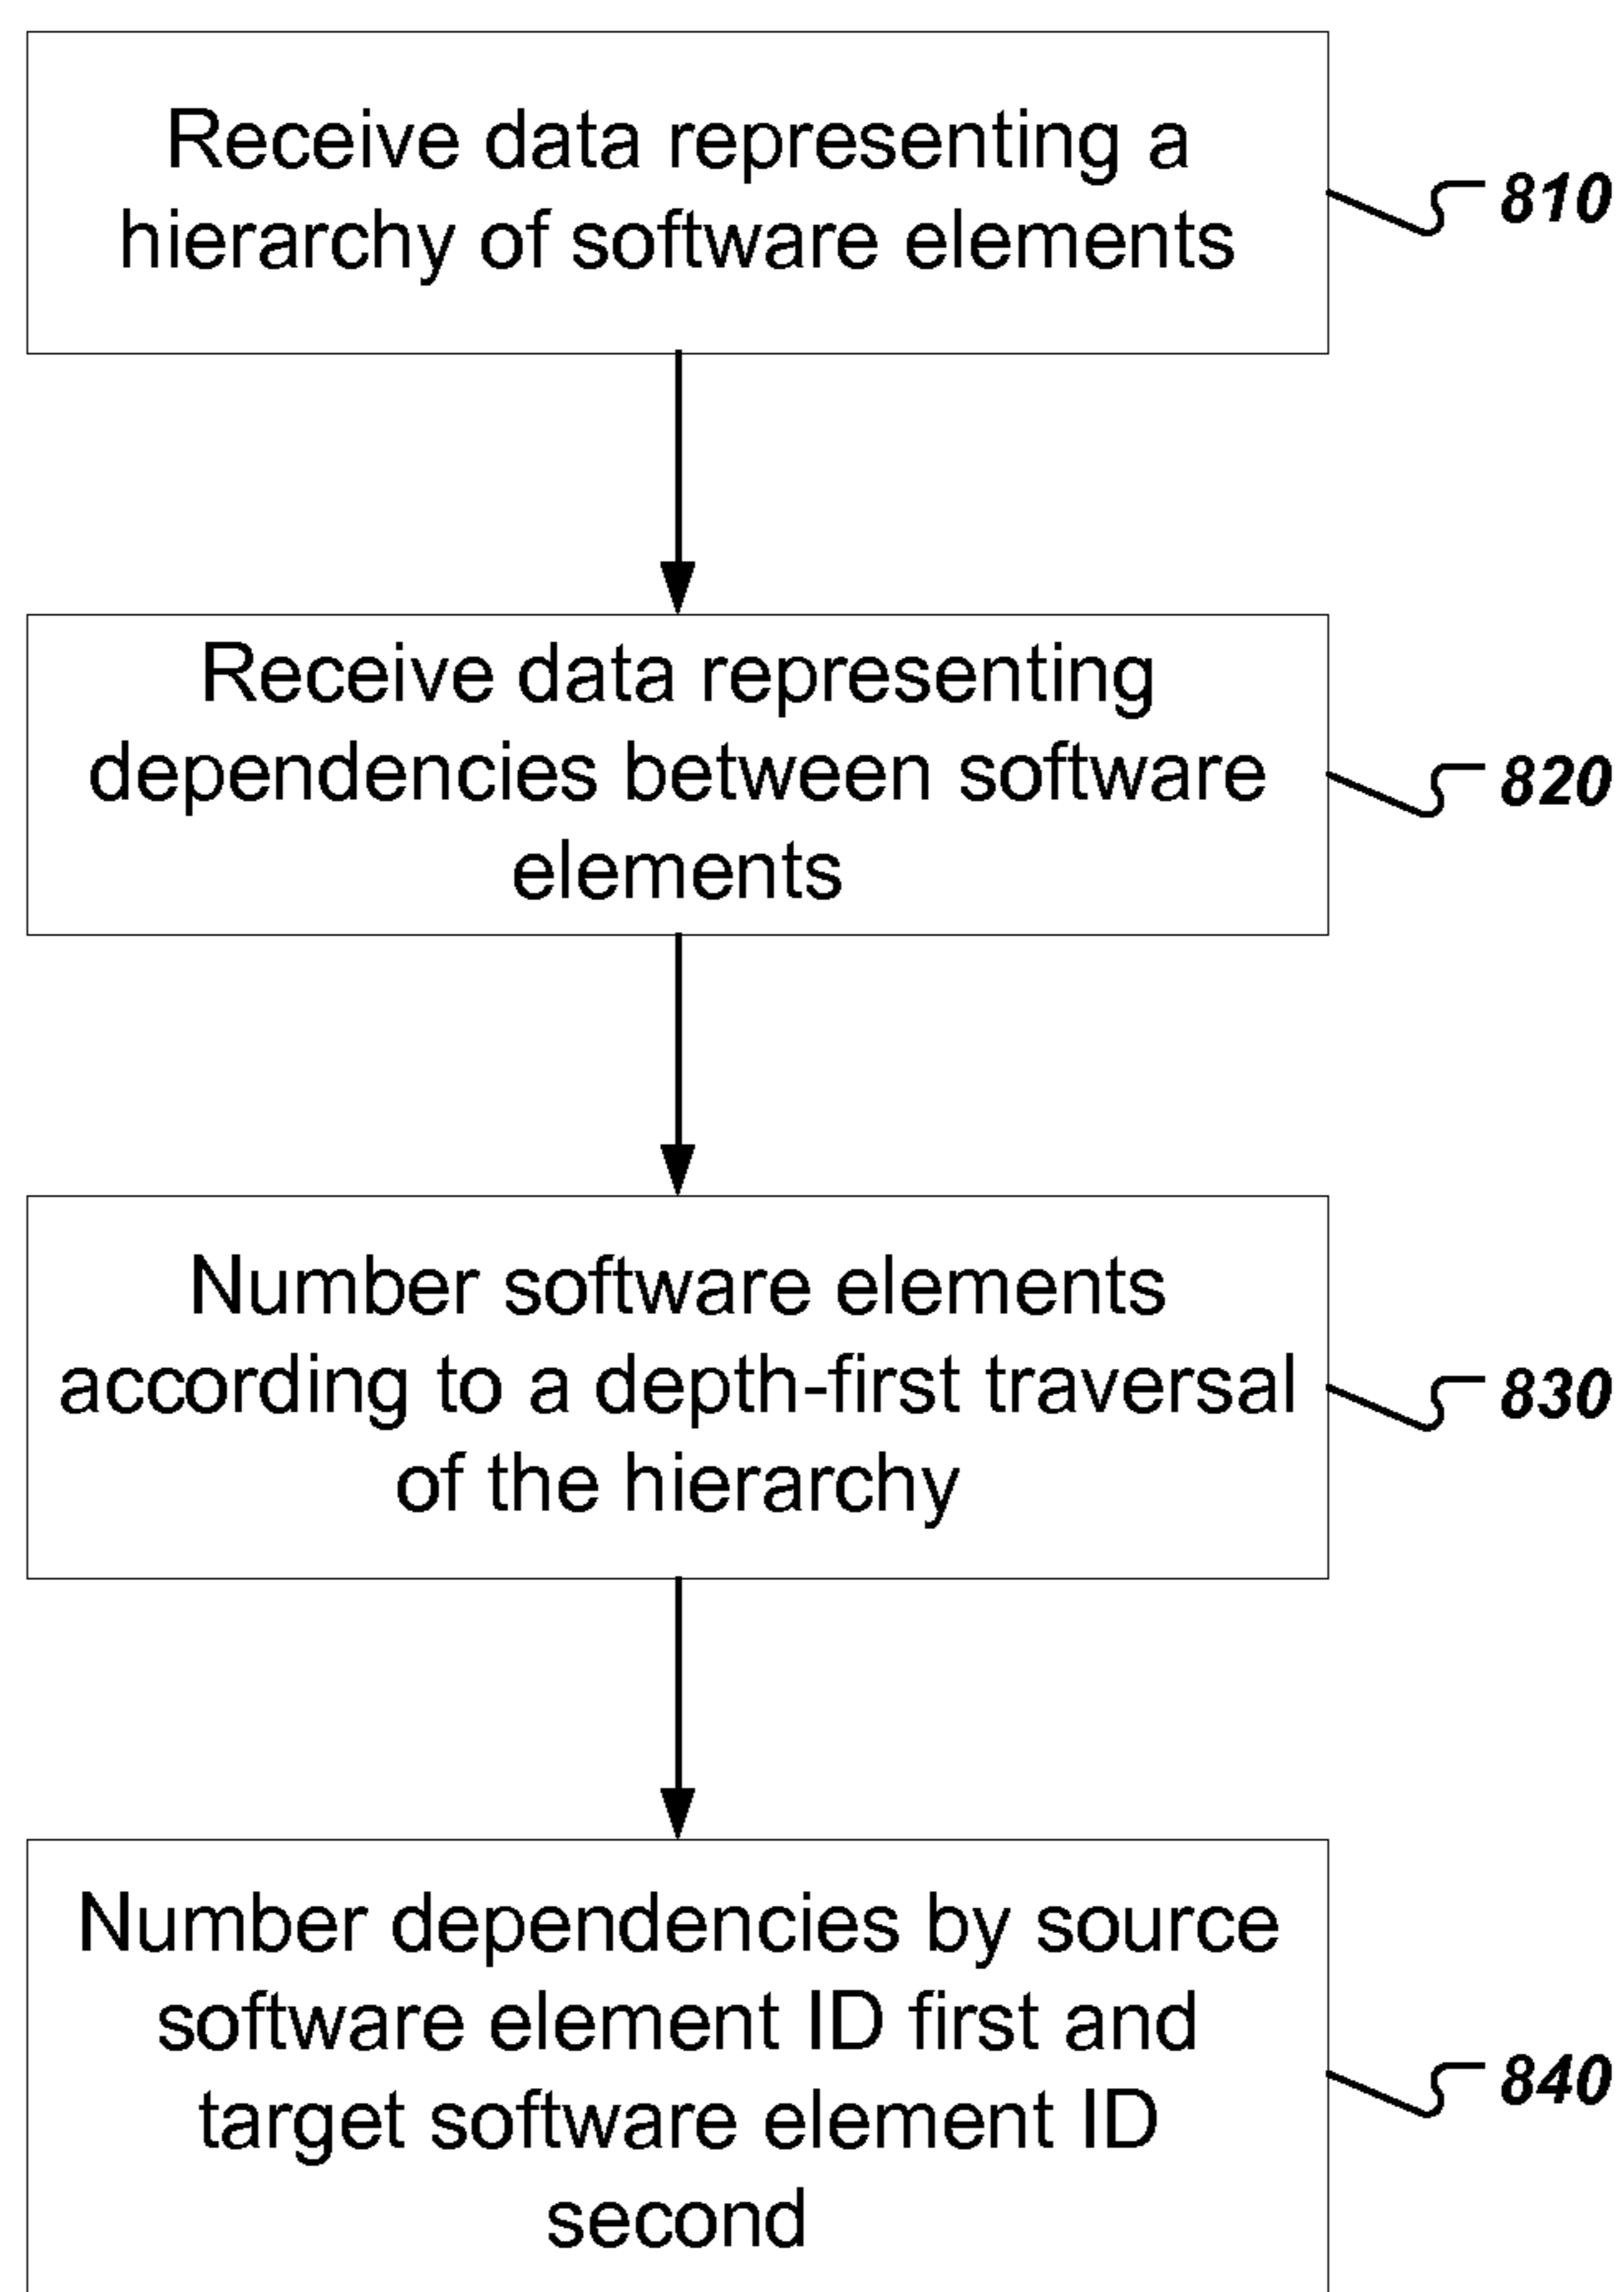 Receive data representing a
hierarchy of software elements
810
Receive data representing
dependencies between software
elements
820
Number software elements
according to a depth-first traversal
of the hierarchy
830
Number dependencies by source
software element ID first and
target software element ID
second
840